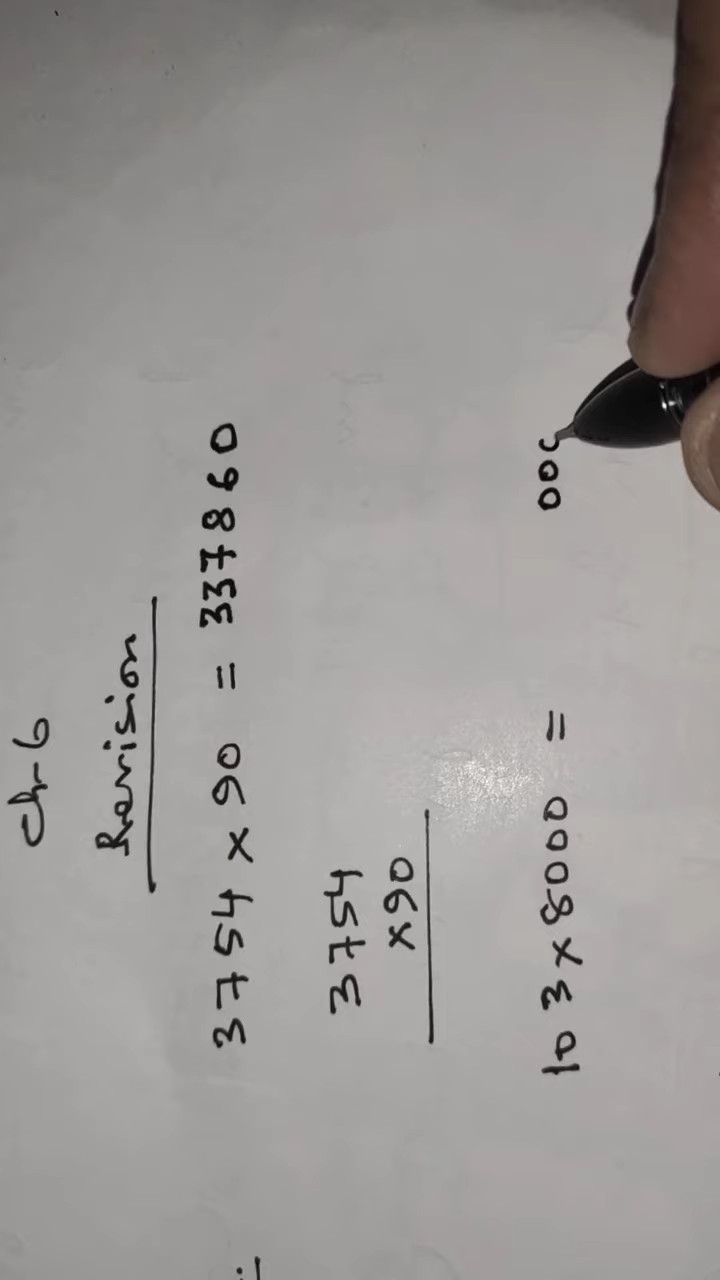 Ch-6
Revision
3754 × 90 = 337860
3754
×90
103 × 8000 = 000